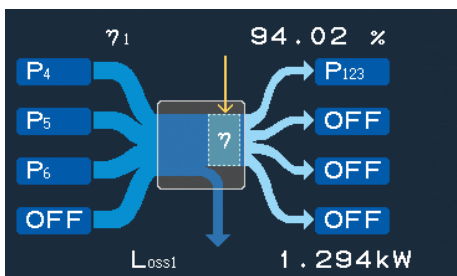 η1 94.02 %
P4 P123
P5 OFF
η
P6 OFF
OFF OFF
Loss1 1.294kW